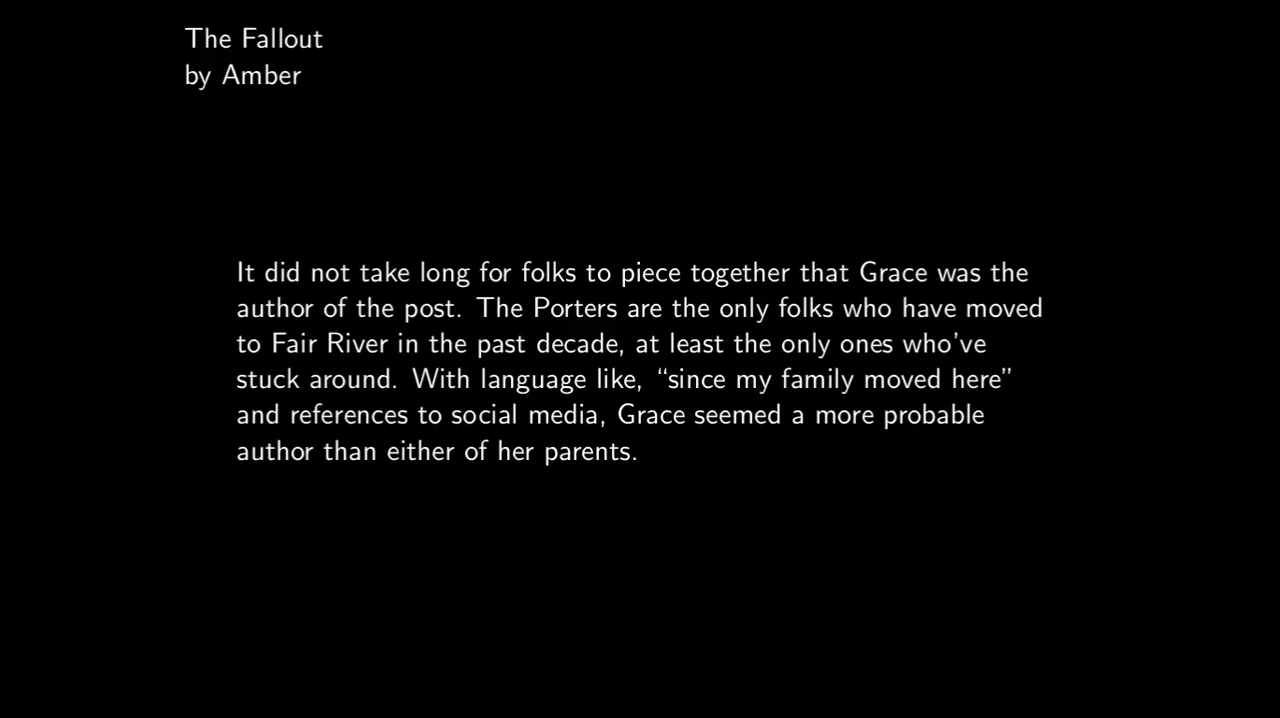 The Fallout
by Amber
It did not take long for folks to piece together that Grace was the
author of the post. The Porters are the only folks who have moved
to Fair River in the past decade, at least the only ones who’ve
stuck around. With language like, “since my family moved here”
and references to social media, Grace seemed a more probable
author than either of her parents.